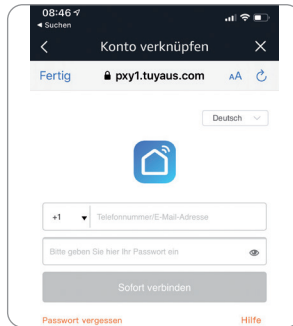 08:46
Suchen
Konto verknüpfen
Fertig
pxy1.tuyaus.com
AA
Deutsch
+1
Telefonnummer/E-Mail-Adresse
Bitte geben Sie hier Ihr Passwort ein
Sofort verbinden
Passwort vergessen
Hilfe